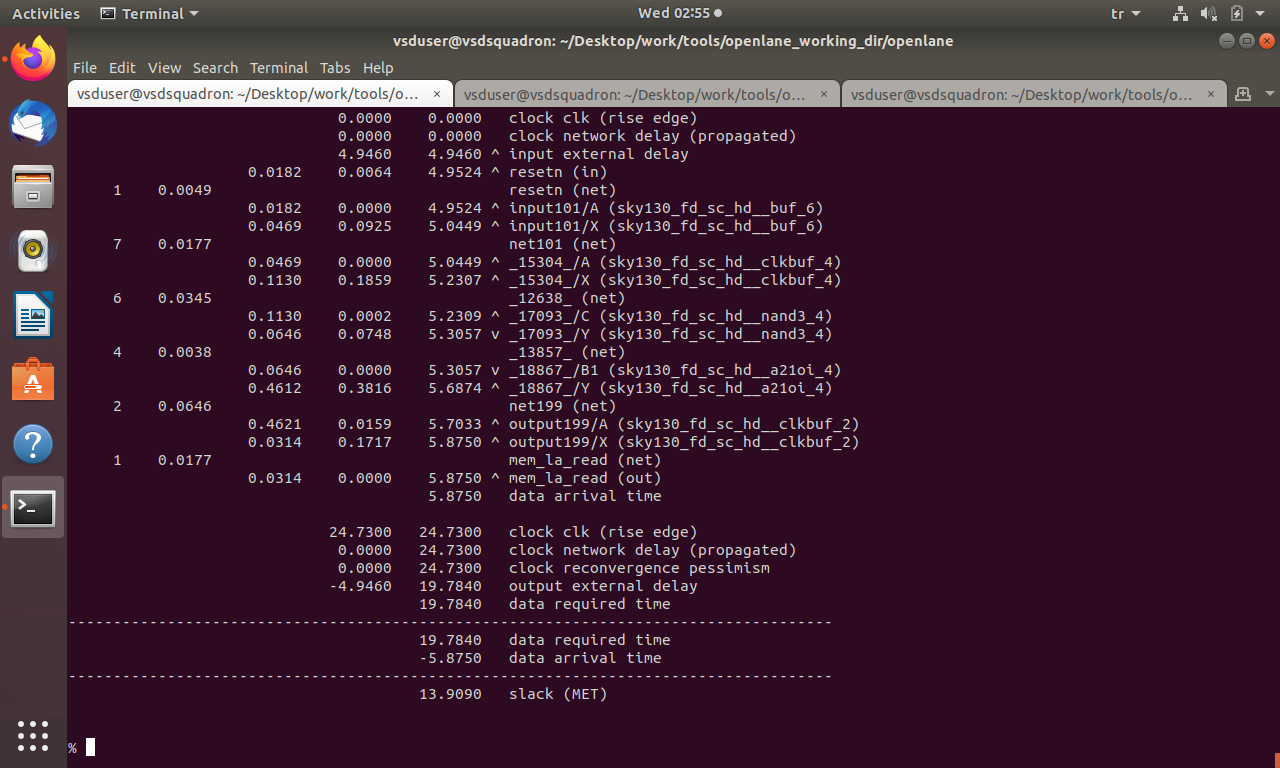 Activities Terminal Wed 02:55 tr
vsduser@vsdsquadron: ~/Desktop/work/tools/openlane_working_dir/openlane
File Edit View Search Terminal Tabs Help
vsduser@vsdsquadron: ~/Desktop/work/tools/o... × vsduser@vsdsquadron: ~/Desktop/work/tools/o... × vsduser@vsdsquadron: ~/Desktop/work/tools/o... ×
0.0000 0.0000 clock clk (rise edge)
0.0000 0.0000 clock network delay (propagated)
4.9460 4.9460 ^ input external delay
0.0182 0.0064 4.9524 ^ resetn (in)
1 0.0049 resetn (net)
0.0182 0.0000 4.9524 ^ input101/A (sky130_fd_sc_hd__buf_6)
0.0469 0.0925 5.0449 ^ input101/X (sky130_fd_sc_hd__buf_6)
7 0.0177 net101 (net)
0.0469 0.0000 5.0449 ^ _15304_/A (sky130_fd_sc_hd__clkbuf_4)
0.1130 0.1859 5.2307 ^ _15304_/X (sky130_fd_sc_hd__clkbuf_4)
6 0.0345 _12638_ (net)
0.1130 0.0002 5.2309 ^ _17093_/C (sky130_fd_sc_hd__nand3_4)
0.0646 0.0748 5.3057 v _17093_/Y (sky130_fd_sc_hd__nand3_4)
4 0.0038 _13857_ (net)
0.0646 0.0000 5.3057 v _18867_/B1 (sky130_fd_sc_hd__a21oi_4)
0.4612 0.3816 5.6874 ^ _18867_/Y (sky130_fd_sc_hd__a21oi_4)
2 0.0646 net199 (net)
0.4621 0.0159 5.7033 ^ output199/A (sky130_fd_sc_hd__clkbuf_2)
0.0314 0.1717 5.8750 ^ output199/X (sky130_fd_sc_hd__clkbuf_2)
1 0.0177 mem_la_read (net)
0.0314 0.0000 5.8750 ^ mem_la_read (out)
5.8750 data arrival time
24.7300 24.7300 clock clk (rise edge)
0.0000 24.7300 clock network delay (propagated)
0.0000 24.7300 clock reconvergence pessimism
-4.9460 19.7840 output external delay
19.7840 data required time
-------------------------------------------------------------------------------------
19.7840 data required time
-5.8750 data arrival time
-------------------------------------------------------------------------------------
13.9090 slack (MET)
%